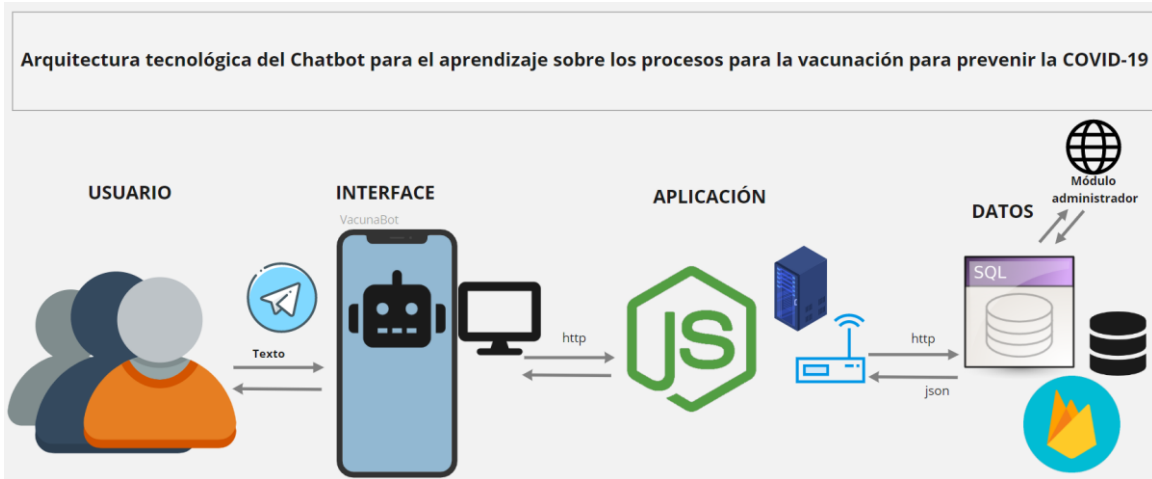 Arquitectura tecnológica del Chatbot para el aprendizaje sobre los procesos para la vacunación para prevenir la COVID-19
USUARIO
INTERFACE
VacunaBot
APLICACIÓN
DATOS
Módulo
administrador
Texto
http
JS
http
json
SQL